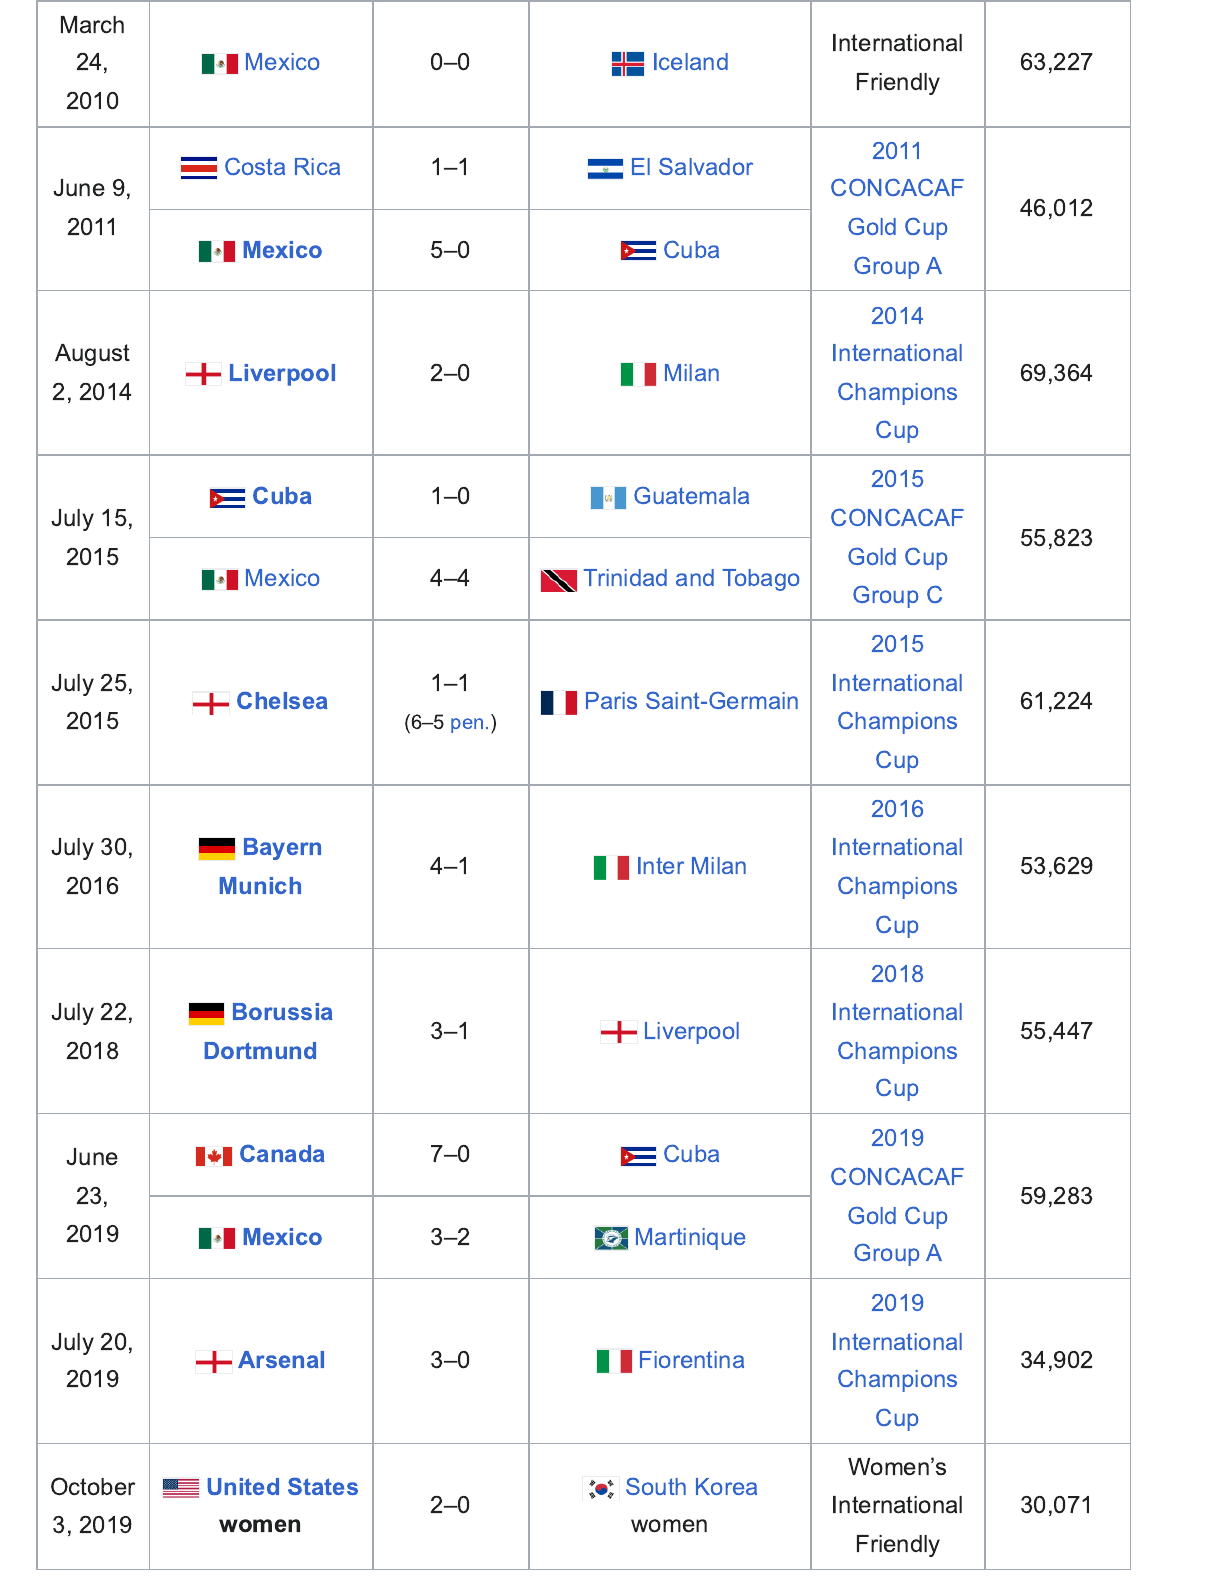 March
24,
2010
Mexico
0–0
Iceland
International
Friendly
63,227
June 9,
2011
Costa Rica
1–1
El Salvador
2011
CONCACAF
Gold Cup
Group A
46,012
Mexico
5–0
Cuba
August
2, 2014
Liverpool
2–0
Milan
2014
International
Champions
Cup
69,364
July 15,
2015
Cuba
1–0
Guatemala
2015
CONCACAF
Gold Cup
Group C
55,823
Mexico
4–4
Trinidad and Tobago
July 25,
2015
Chelsea
1–1
(6–5 pen.)
Paris Saint-Germain
2015
International
Champions
Cup
61,224
July 30,
2016
Bayern
Munich
4–1
Inter Milan
2016
International
Champions
Cup
53,629
July 22,
2018
Borussia
Dortmund
3–1
Liverpool
2018
International
Champions
Cup
55,447
June
23,
2019
Canada
7–0
Cuba
2019
CONCACAF
Gold Cup
Group A
59,283
Mexico
3–2
Martinique
July 20,
2019
Arsenal
3–0
Fiorentina
2019
International
Champions
Cup
34,902
October
3, 2019
United States
women
2–0
South Korea
women
Women’s
International
Friendly
30,071